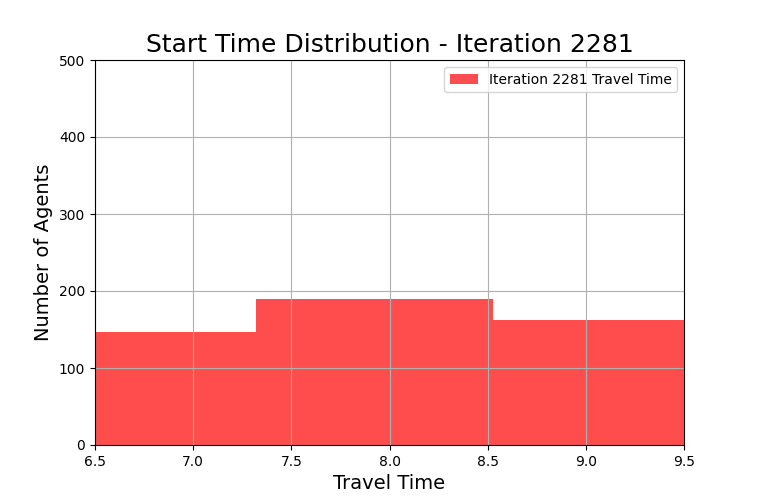 Start Time Distribution - Iteration 2281
Iteration 2281 Travel Time
Number of Agents
500
400
300
200
100
0
6.5 7.0 7.5 8.0 8.5 9.0 9.5
Travel Time